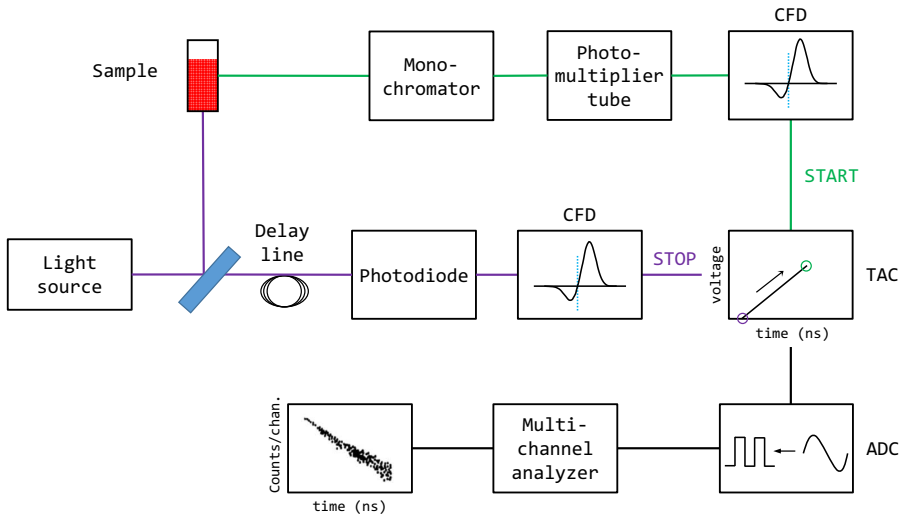 CFD
Sample
Mono-
chromator
Photo-
multiplier
tube
START
CFD
Delay
line
Light
source
Photodiode
STOP
voltage
TAC
time (ns)
Counts/chan.
Multi-
channel
analyzer
ADC
time (ns)